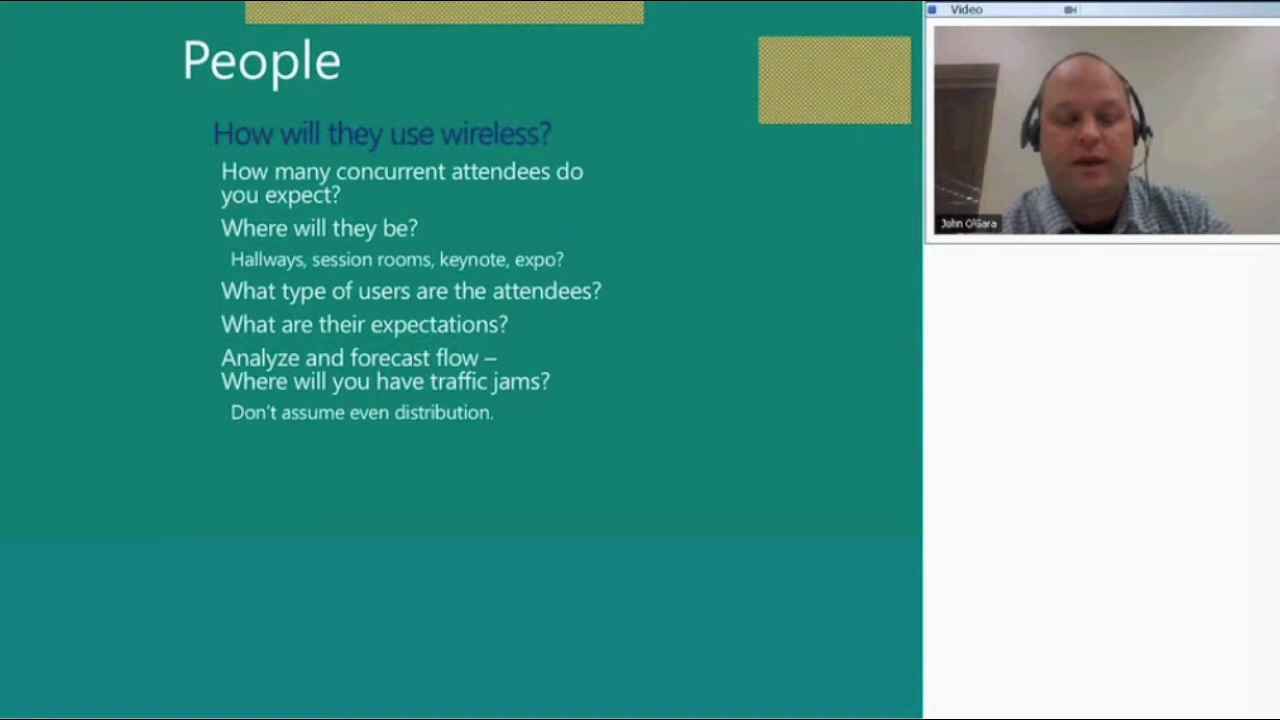 People
How will they use wireless?
How many concurrent attendees do
you expect?
Where will they be?
Hallways, session rooms, keynote, expo?
What type of users are the attendees?
What are their expectations?
Analyze and forecast flow –
Where will you have traffic jams?
Don't assume even distribution.
Video
John O'Gara